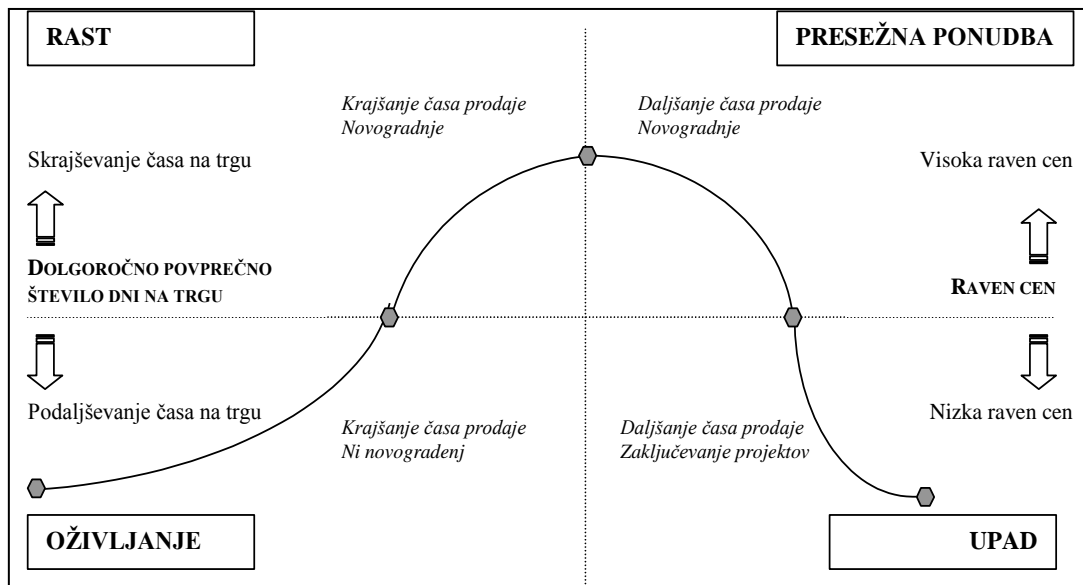 RAST
PRESEŽNA PONUDBA
Krajšanje časa prodaje
Novogradnje
Daljšanje časa prodaje
Novogradnje
Skrajševanje časa na trgu
Visoka raven cen
DOLGOROČNO POVPREČNO
ŠTEVILO DNI NA TRGU
RAVEN CEN
Podaljševanje časa na trgu
Nizka raven cen
Krajšanje časa prodaje
Ni novogradenj
Daljšanje časa prodaje
Zaključevanje projektov
OŽIVLJANJE
UPAD